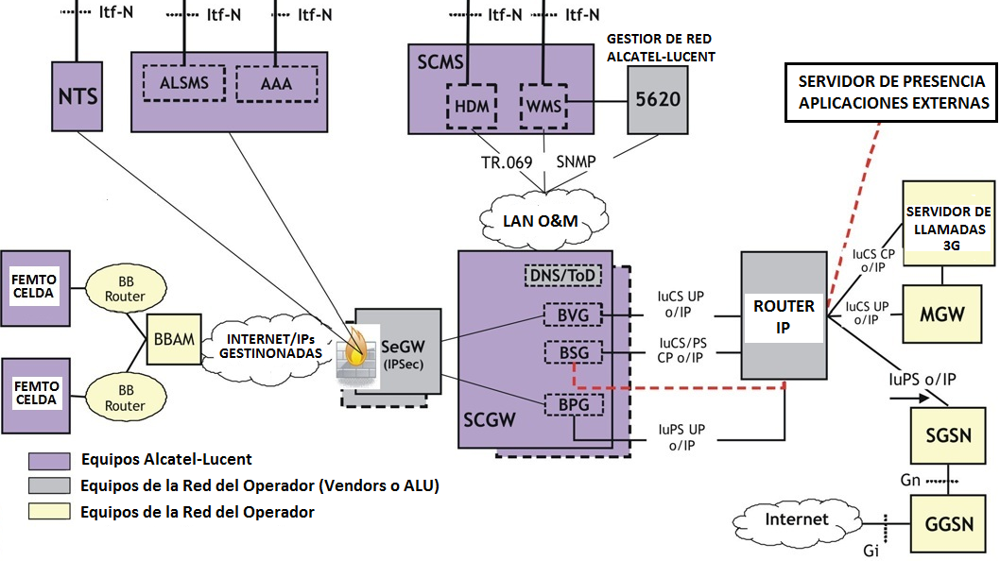 Itf-N
Itf-N
Itf-N
Itf-N
Itf-N
NTS
ALSMS
AAA
SCMS
HDM
WMS
GESTIOR DE RED
ALCATEL-LUCENT
5620
SERVIDOR DE PRESENCIA
APLICACIONES EXTERNAS
TR.069
SNMP
LAN O&M
SERVIDOR DE
LLAMADAS
3G
FEMTO
CELDA
BB
Router
BBAM
INTERNET/IPs
GESTINONADAS
SeGW
(IPSec)
DNS/ToD
BVG
BSG
BPG
SCGW
IuCS UP
o/IP
IuCS/PS
CP o/IP
IuPS UP
o/IP
ROUTER
IP
IuCS CP
o/IP
IuCS UP
o/IP
MGW
IuPS o/IP
SGSN
Gn
GGSN
Internet
Gi
FEMTO
CELDA
BB
Router
Equipos Alcatel-Lucent
Equipos de la Red del Operador (Vendors o ALU)
Equipos de la Red del Operador